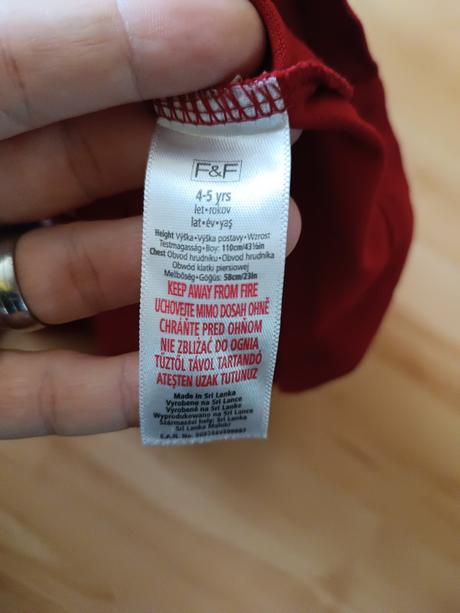 F&F
4-5 yrs
let•rokov
lat•év•yaş
Height Výška•Výška postavy•Wzrost
Testmagasság•Boy: 110cm/43½in
Chest Obvod hrudníku•Obvod hrudníka
Obwód klatki piersiowej
Melbőség•Göğüs: 58cm/23in
KEEP AWAY FROM FIRE
UCHOVEJTE MIMO DOSAH OHNĚ
CHRÁŇTE PRED OHŇOM
NIE ZBLIŻAĆ DO OGNIA
TŰZTŐL TÁVOL TARTANDÓ
ATEŞTEN UZAK TUTUNUZ
Made in Sri Lanka
Vyrobeno na Srí Lance
Vyrobené na Srí Lanke
Wyprodukowano na Sri Lance
Származási hely: Sri Lanka
Sri Lanka Malıdır
E.A.N. No: